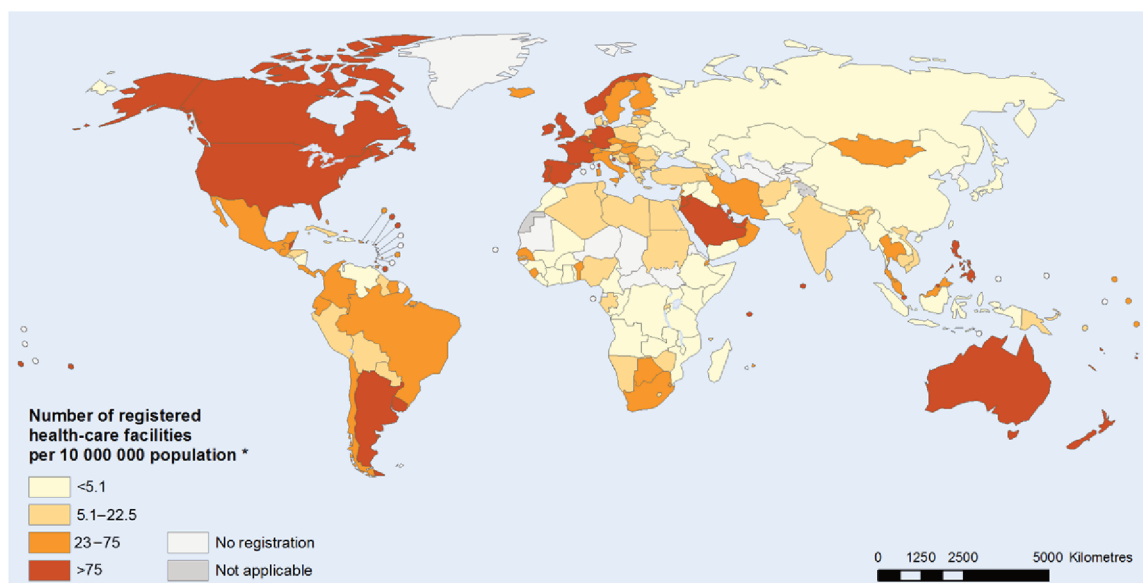 Number of registered
health-care facilities
per 10 000 000 population *
<5.1
5.1–22.5
23–75
>75
No registration
Not applicable
0 1250 2500 5000 Kilometres